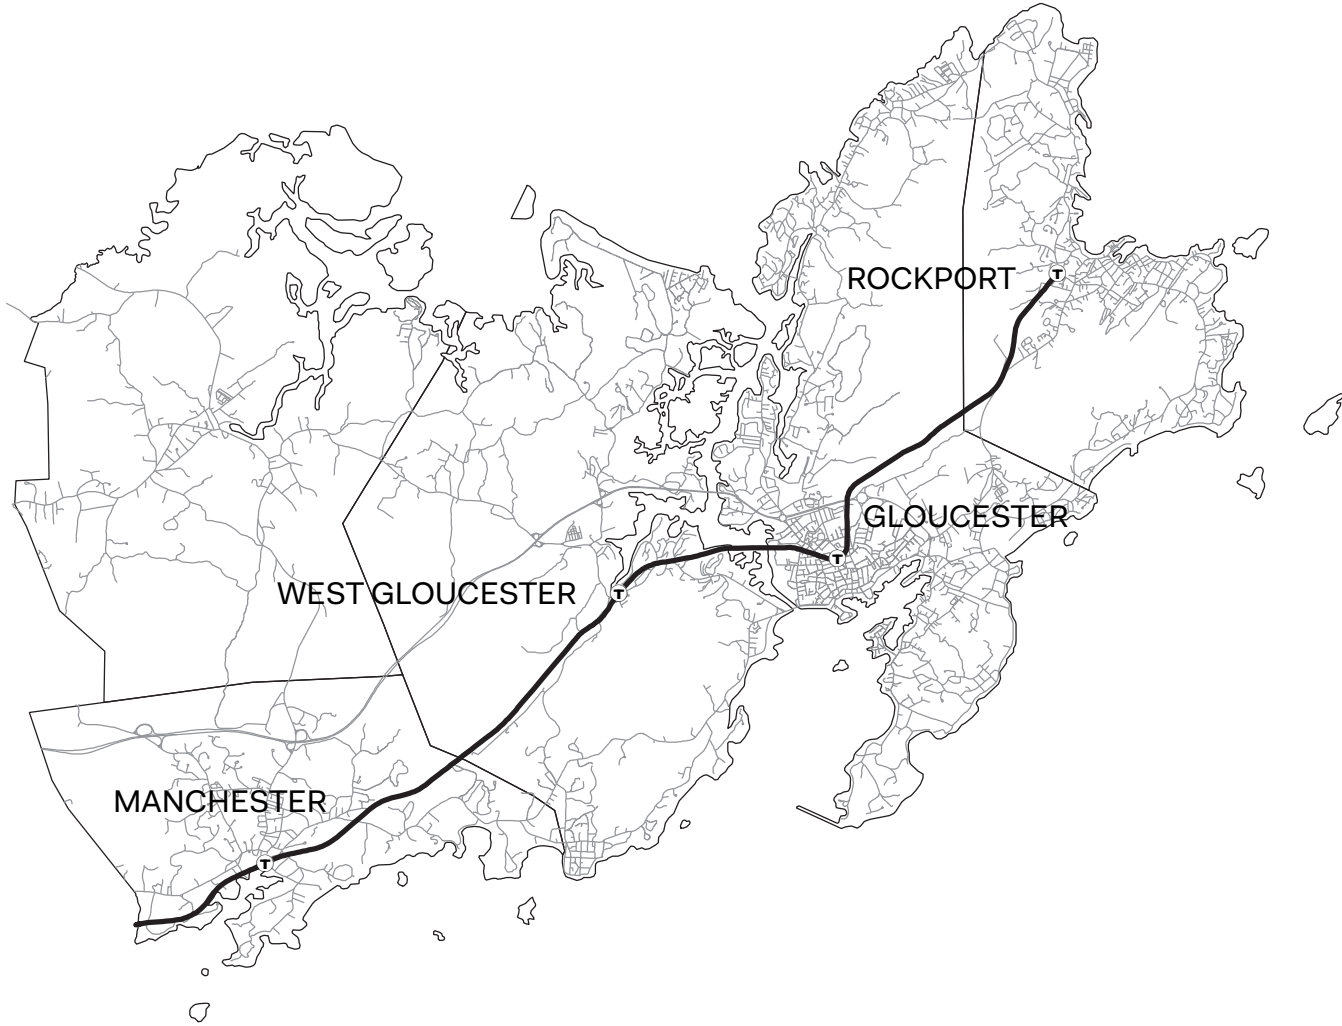 ROCKPORT
T
GLOUCESTER
T
WEST GLOUCESTER
T
MANCHESTER
T